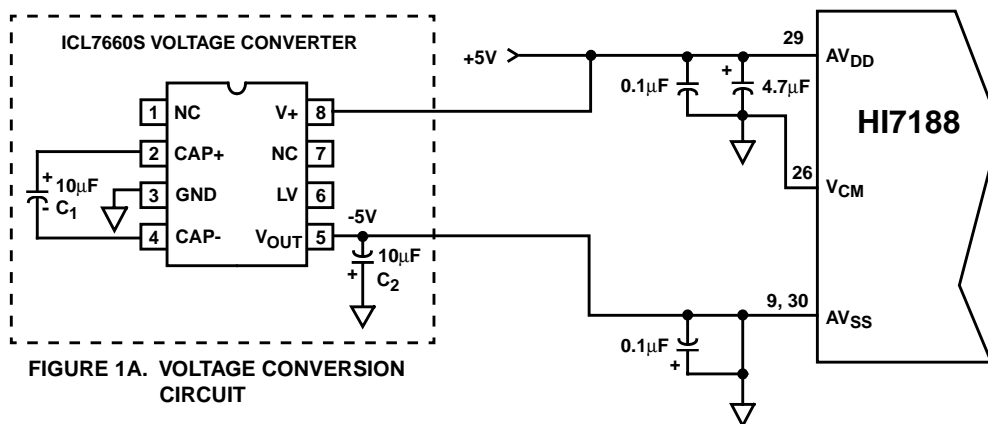 ICL7660S VOLTAGE CONVERTER
1 NC V+ 8
2 CAP+ NC 7
3 GND LV 6
4 CAP- VOUT 5
+ 10µF
- C1
-5V
10µF
+ C2
+5V
0.1µF
+ 4.7µF
29 AVDD
HI7188
26 VCM
9, 30 AVSS
0.1µF
+
FIGURE 1A. VOLTAGE CONVERSION
CIRCUIT